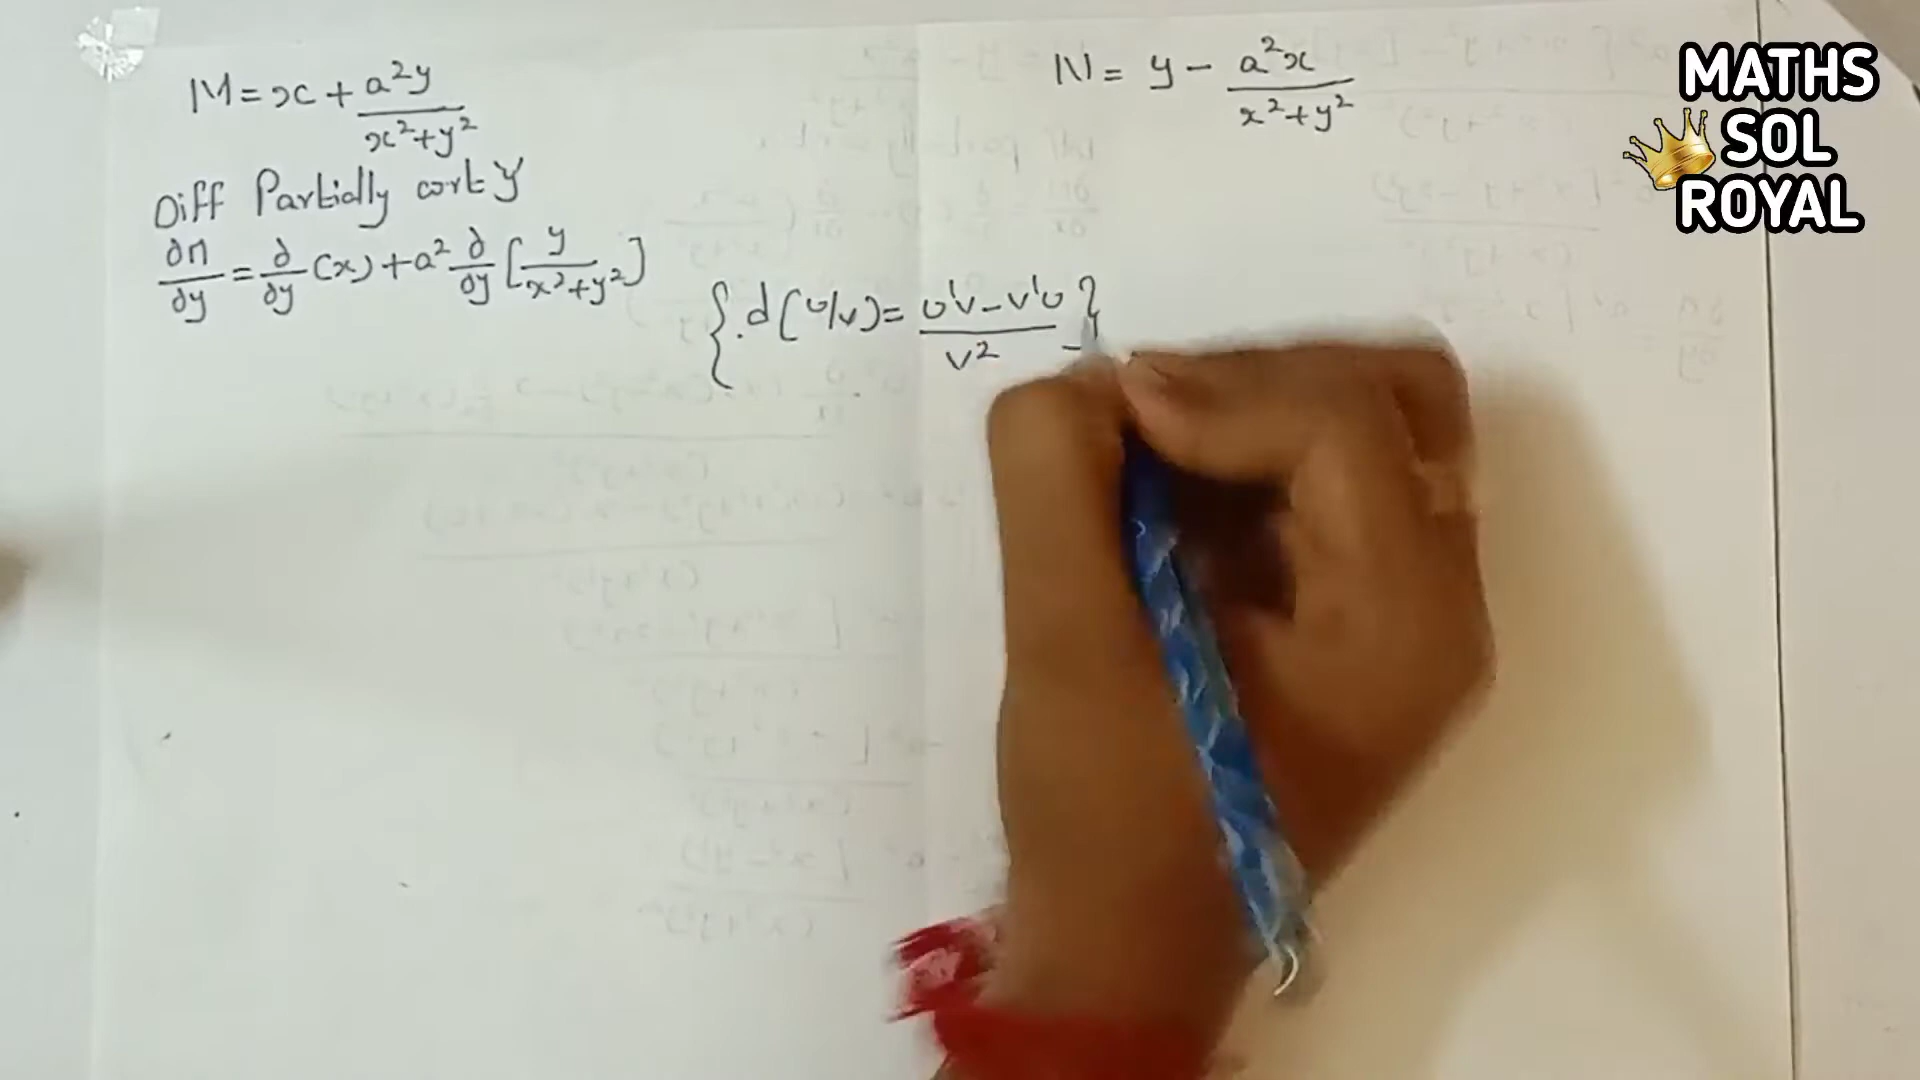 M = x + a²y / x²+y²
N = y - a²x / x²+y²
Diff Partially wrt y
∂M/∂y = ∂/∂y (x) + a² ∂/∂y [y / x²+y²]
{ d(u/v) = u'v - v'u / v² }
MATHS
SOL
ROYAL